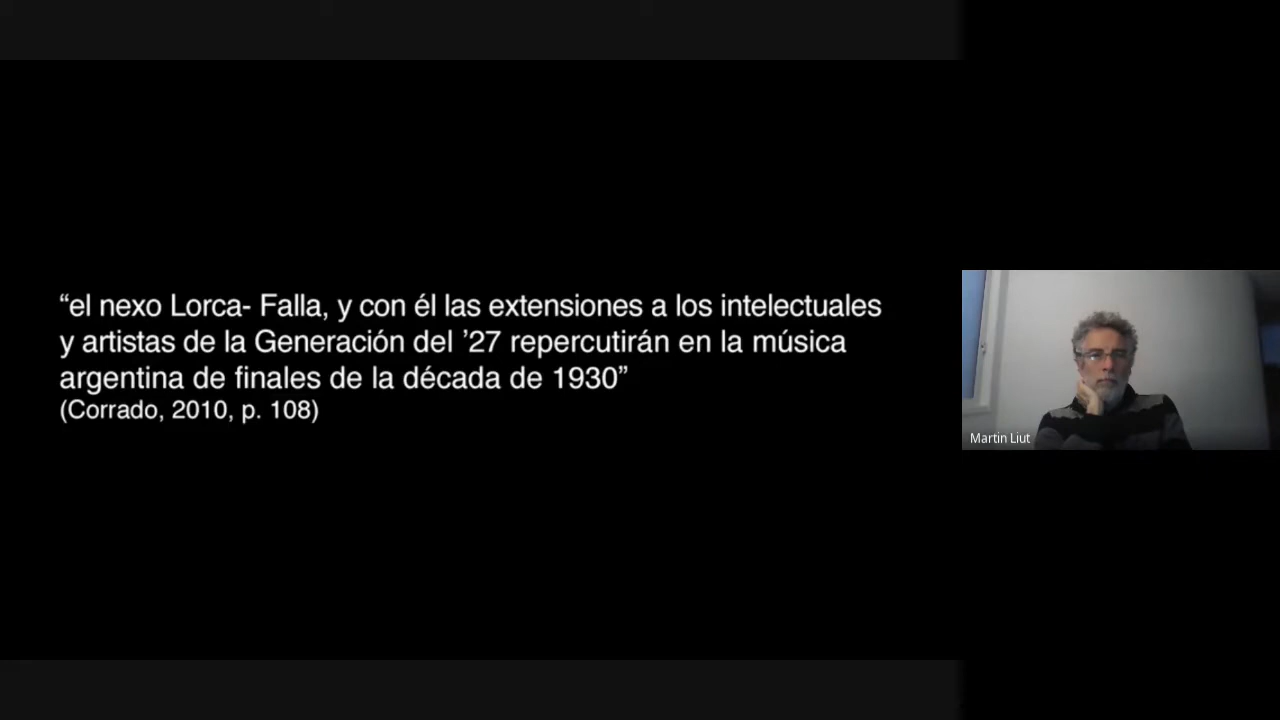 “el nexo Lorca- Falla, y con él las extensiones a los intelectuales
y artistas de la Generación del ’27 repercutirán en la música
argentina de finales de la década de 1930”
(Corrado, 2010, p. 108)
Martin Liut